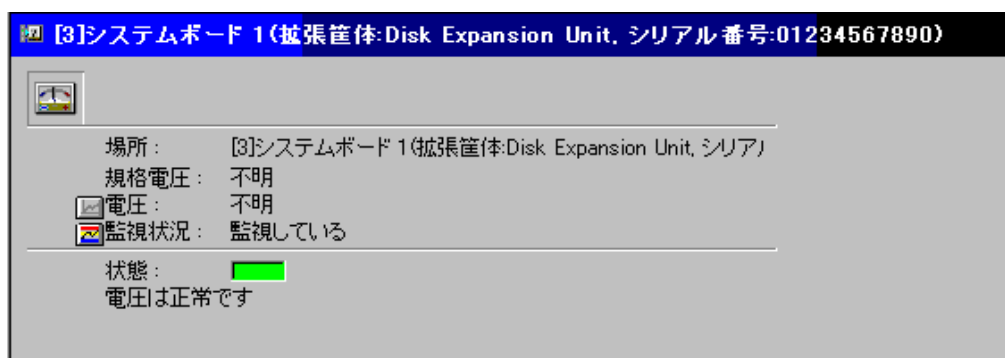 [3]システムボード 1(拡張筐体:Disk Expansion Unit, シリアル番号:01234567890)
場所： [3]システムボード 1(拡張筐体:Disk Expansion Unit, シリア
規格電圧： 不明
電圧： 不明
監視状況： 監視している
状態：
電圧は正常です